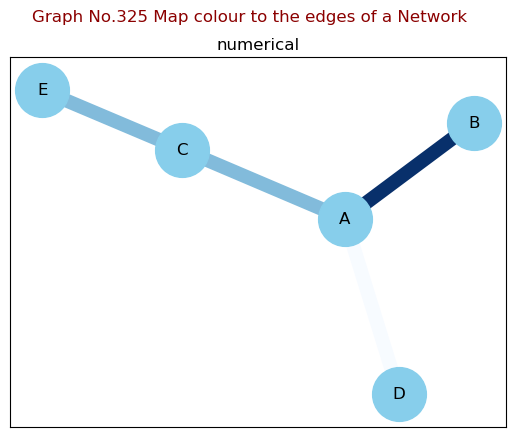 Graph No.325 Map colour to the edges of a Network
numerical
E
B
C
A
D